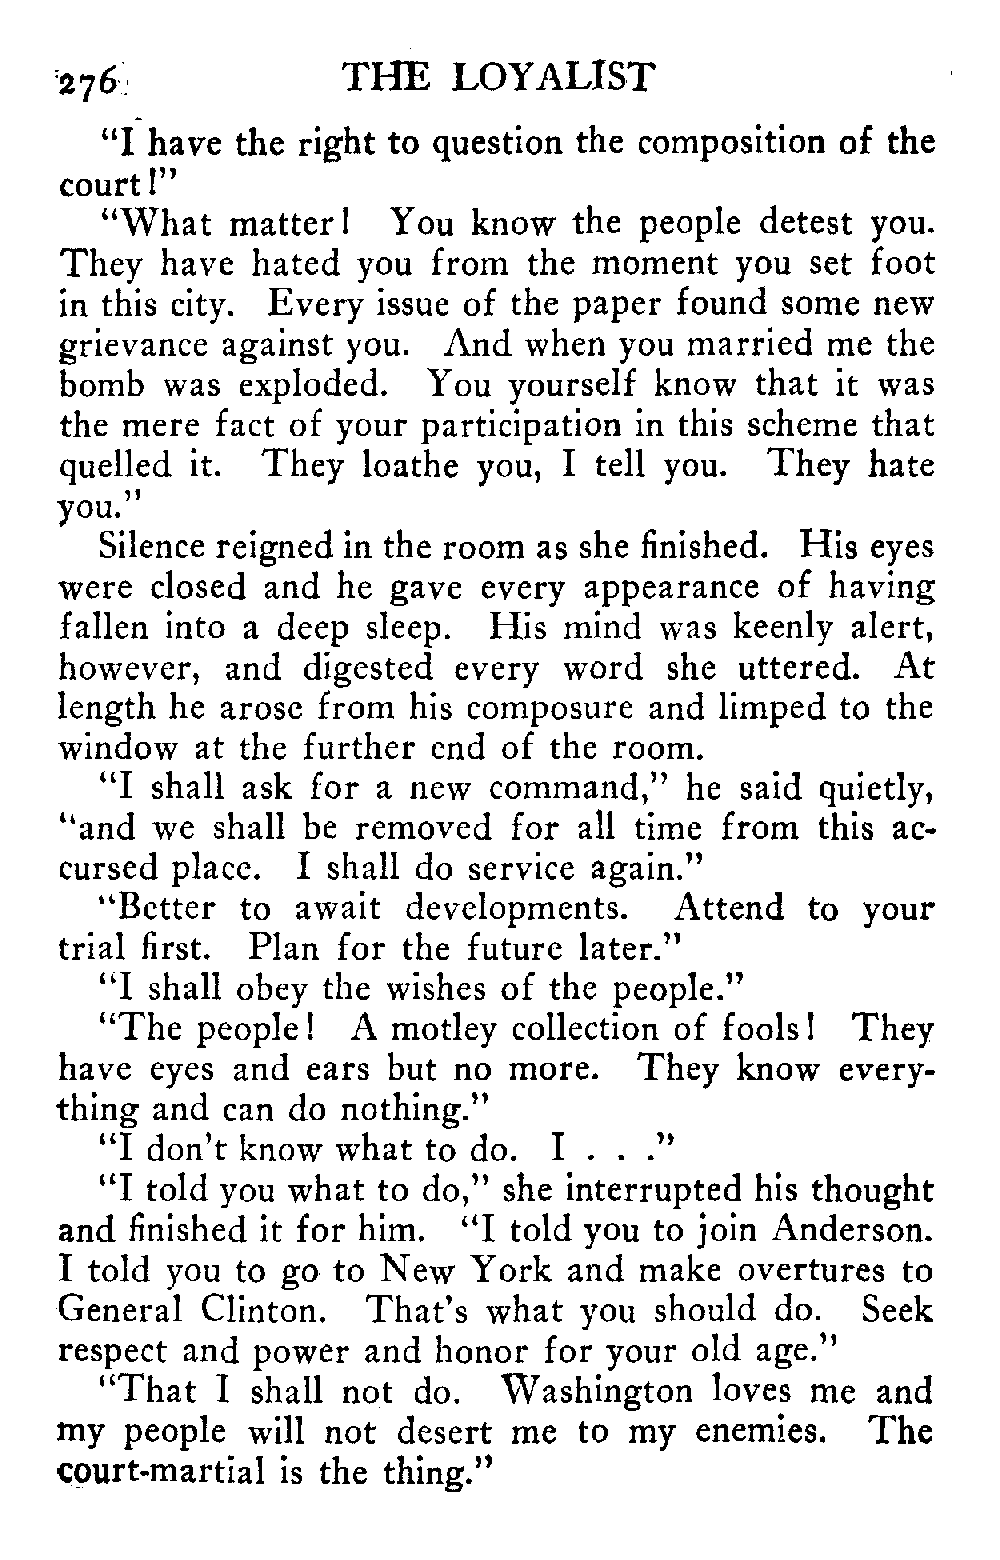 276 THE LOYALIST
"I have the right to question the composition of the
court!"
"What matter! You know the people detest you.
They have hated you from the moment you set foot
in this city. Every issue of the paper found some new
grievance against you. And when you married me the
bomb was exploded. You yourself know that it was
the mere fact of your participation in this scheme that
quelled it. They loathe you, I tell you. They hate
you."
Silence reigned in the room as she finished. His eyes
were closed and he gave every appearance of having
fallen into a deep sleep. His mind was keenly alert,
however, and digested every word she uttered. At
length he arose from his composure and limped to the
window at the further end of the room.
"I shall ask for a new command," he said quietly,
"and we shall be removed for all time from this ac-
cursed place. I shall do service again."
"Better to await developments. Attend to your
trial first. Plan for the future later."
"I shall obey the wishes of the people."
"The people! A motley collection of fools! They
have eyes and ears but no more. They know every-
thing and can do nothing."
"I don't know what to do. I . . ."
"I told you what to do," she interrupted his thought
and finished it for him. "I told you to join Anderson.
I told you to go to New York and make overtures to
General Clinton. That's what you should do. Seek
respect and power and honor for your old age."
"That I shall not do. Washington loves me and
my people will not desert me to my enemies. The
court-martial is the thing."